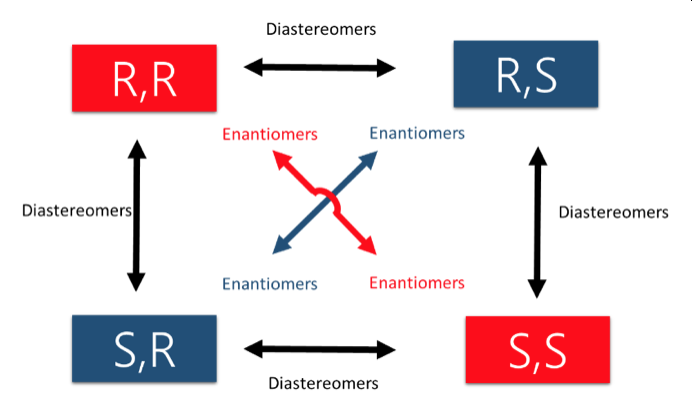 Diastereomers
R,R
R,S
Enantiomers
Enantiomers
Diastereomers
Diastereomers
Enantiomers
Enantiomers
S,R
S,S
Diastereomers